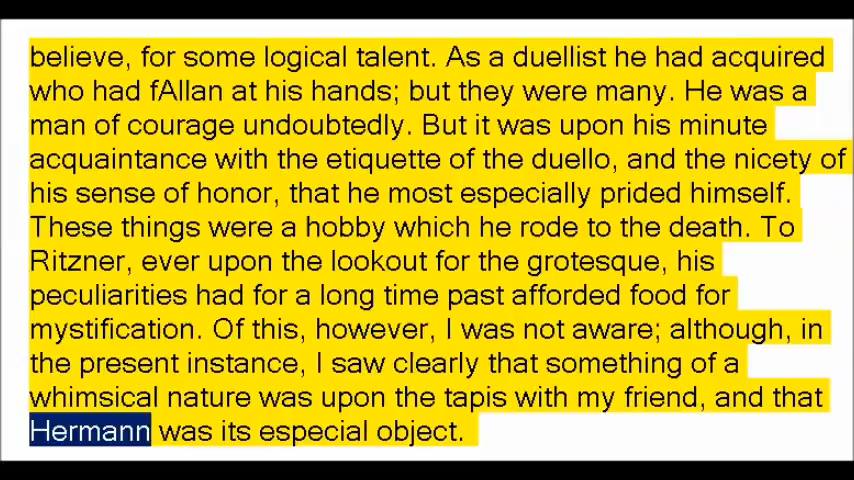 believe, for some logical talent. As a duellist he had acquired
who had fAllan at his hands; but they were many. He was a
man of courage undoubtedly. But it was upon his minute
acquaintance with the etiquette of the duello, and the nicety of
his sense of honor, that he most especially prided himself.
These things were a hobby which he rode to the death. To
Ritzner, ever upon the lookout for the grotesque, his
peculiarities had for a long time past afforded food for
mystification. Of this, however, I was not aware; although, in
the present instance, I saw clearly that something of a
whimsical nature was upon the tapis with my friend, and that
Hermann was its especial object.